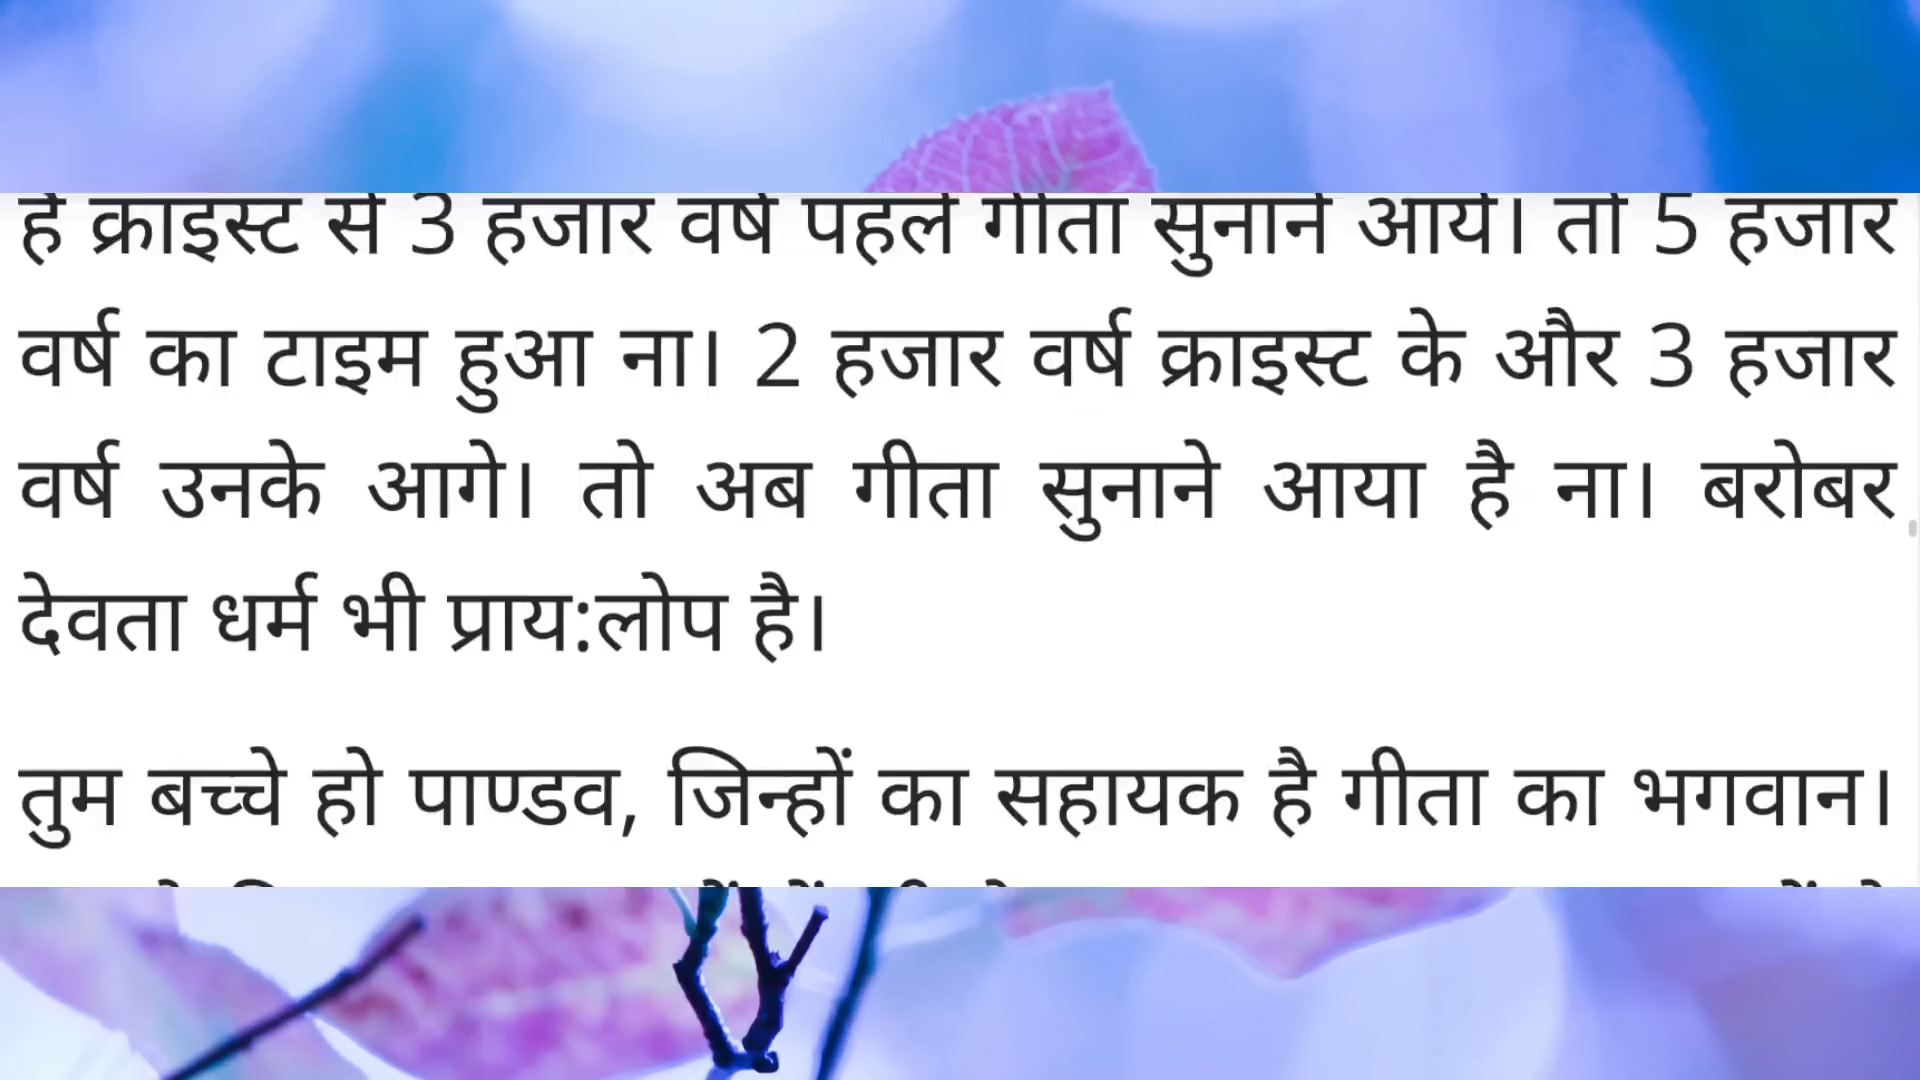 है क्राइस्ट से 3 हजार वर्ष पहले गीता सुनाने आये। तो 5 हजार
वर्ष का टाइम हुआ ना। 2 हजार वर्ष क्राइस्ट के और 3 हजार
वर्ष उनके आगे। तो अब गीता सुनाने आया है ना। बरोबर
देवता धर्म भी प्राय:लोप है।
तुम बच्चे हो पाण्डव, जिन्हों का सहायक है गीता का भगवान।